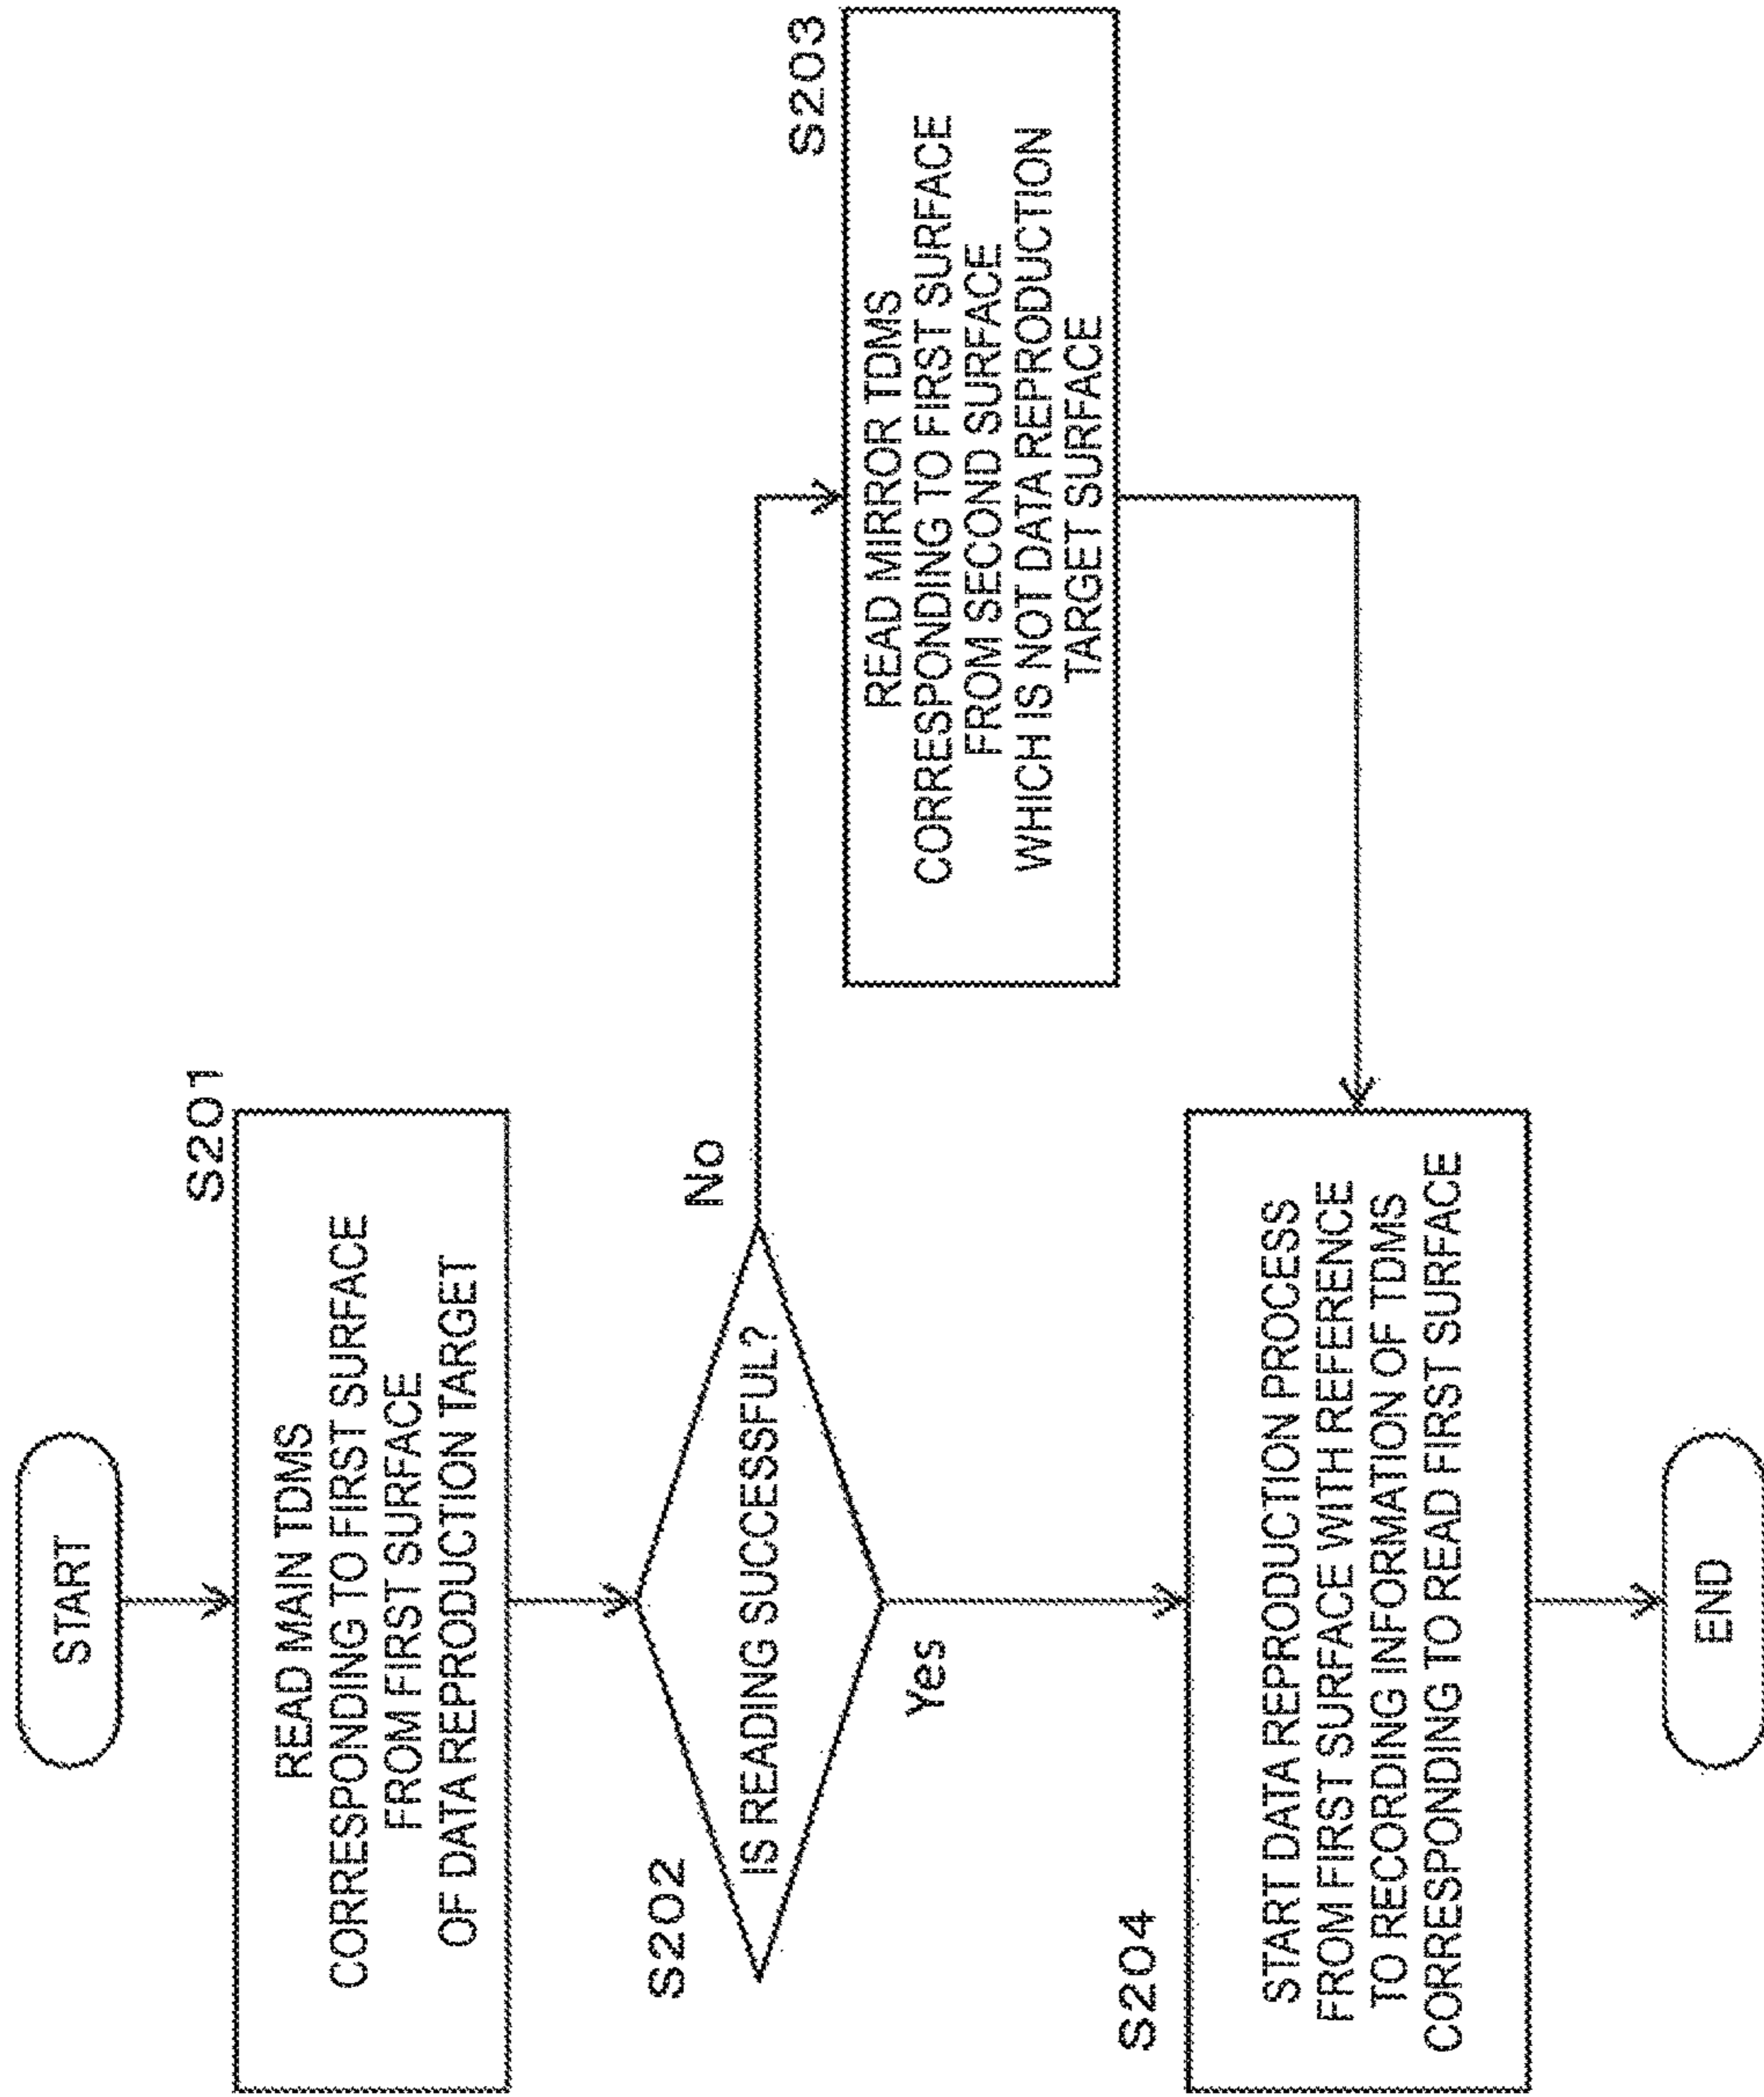 START
S201
READ MAIN TDMS
CORRESPONDING TO FIRST SURFACE
FROM FIRST SURFACE
OF DATA REPRODUCTION TARGET
S202
IS READING SUCCESSFUL?
No
Yes
S203
READ MIRROR TDMS
CORRESPONDING TO FIRST SURFACE
FROM SECOND SURFACE
WHICH IS NOT DATA REPRODUCTION
TARGET SURFACE
S204
START DATA REPRODUCTION PROCESS
FROM FIRST SURFACE WITH REFERENCE
TO RECORDING INFORMATION OF TDMS
CORRESPONDING TO READ FIRST SURFACE
END